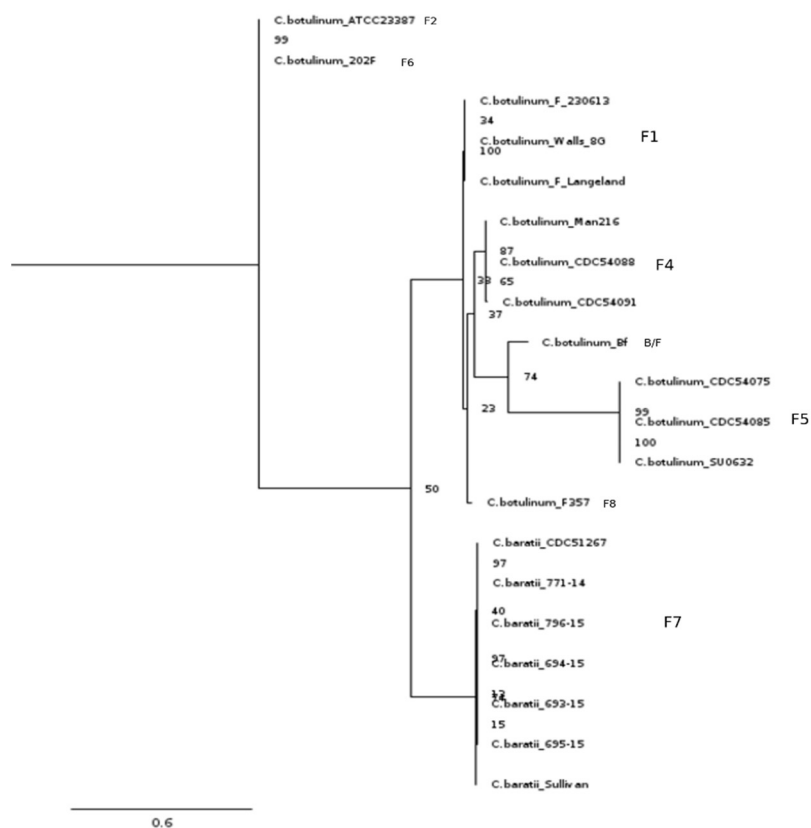 C.botulinum_ATCC23387 F2
99
C.botulinum_202F F6
C.botulinum_F_230613
34
C.botulinum_Walls_8G F1
100
C.botulinum_F_Langeland
C.botulinum_Man216
87
C.botulinum_CDC54088 F4
38 65
C.botulinum_CDC54091
37
C.botulinum_Bf B/F
74
C.botulinum_CDC54075
23 99
C.botulinum_CDC54085 F5
100
C.botulinum_SU0632
50
C.botulinum_F357 F8
C.baratii_CDC51267
97
C.baratii_771-14
40
C.baratii_796-15 F7
97
C.baratii_694-15
C.baratii_693-15
15
C.baratii_695-15
C.baratii_Sullivan
0.6